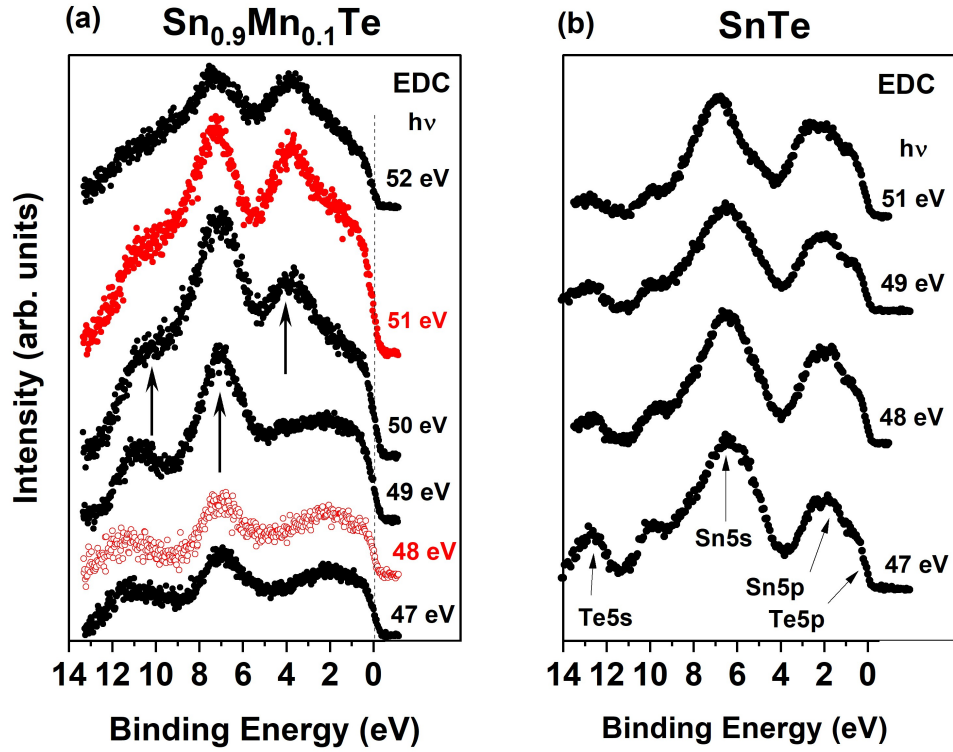 (a)
Sn0.9Mn0.1Te
EDC
hν
52 eV
51 eV
50 eV
49 eV
48 eV
47 eV
Intensity (arb. units)
14 12 10 8 6 4 2 0
Binding Energy (eV)
(b)
SnTe
EDC
hν
51 eV
49 eV
48 eV
47 eV
Sn5s
Sn5p
Te5s
Te5p
14 12 10 8 6 4 2 0
Binding Energy (eV)